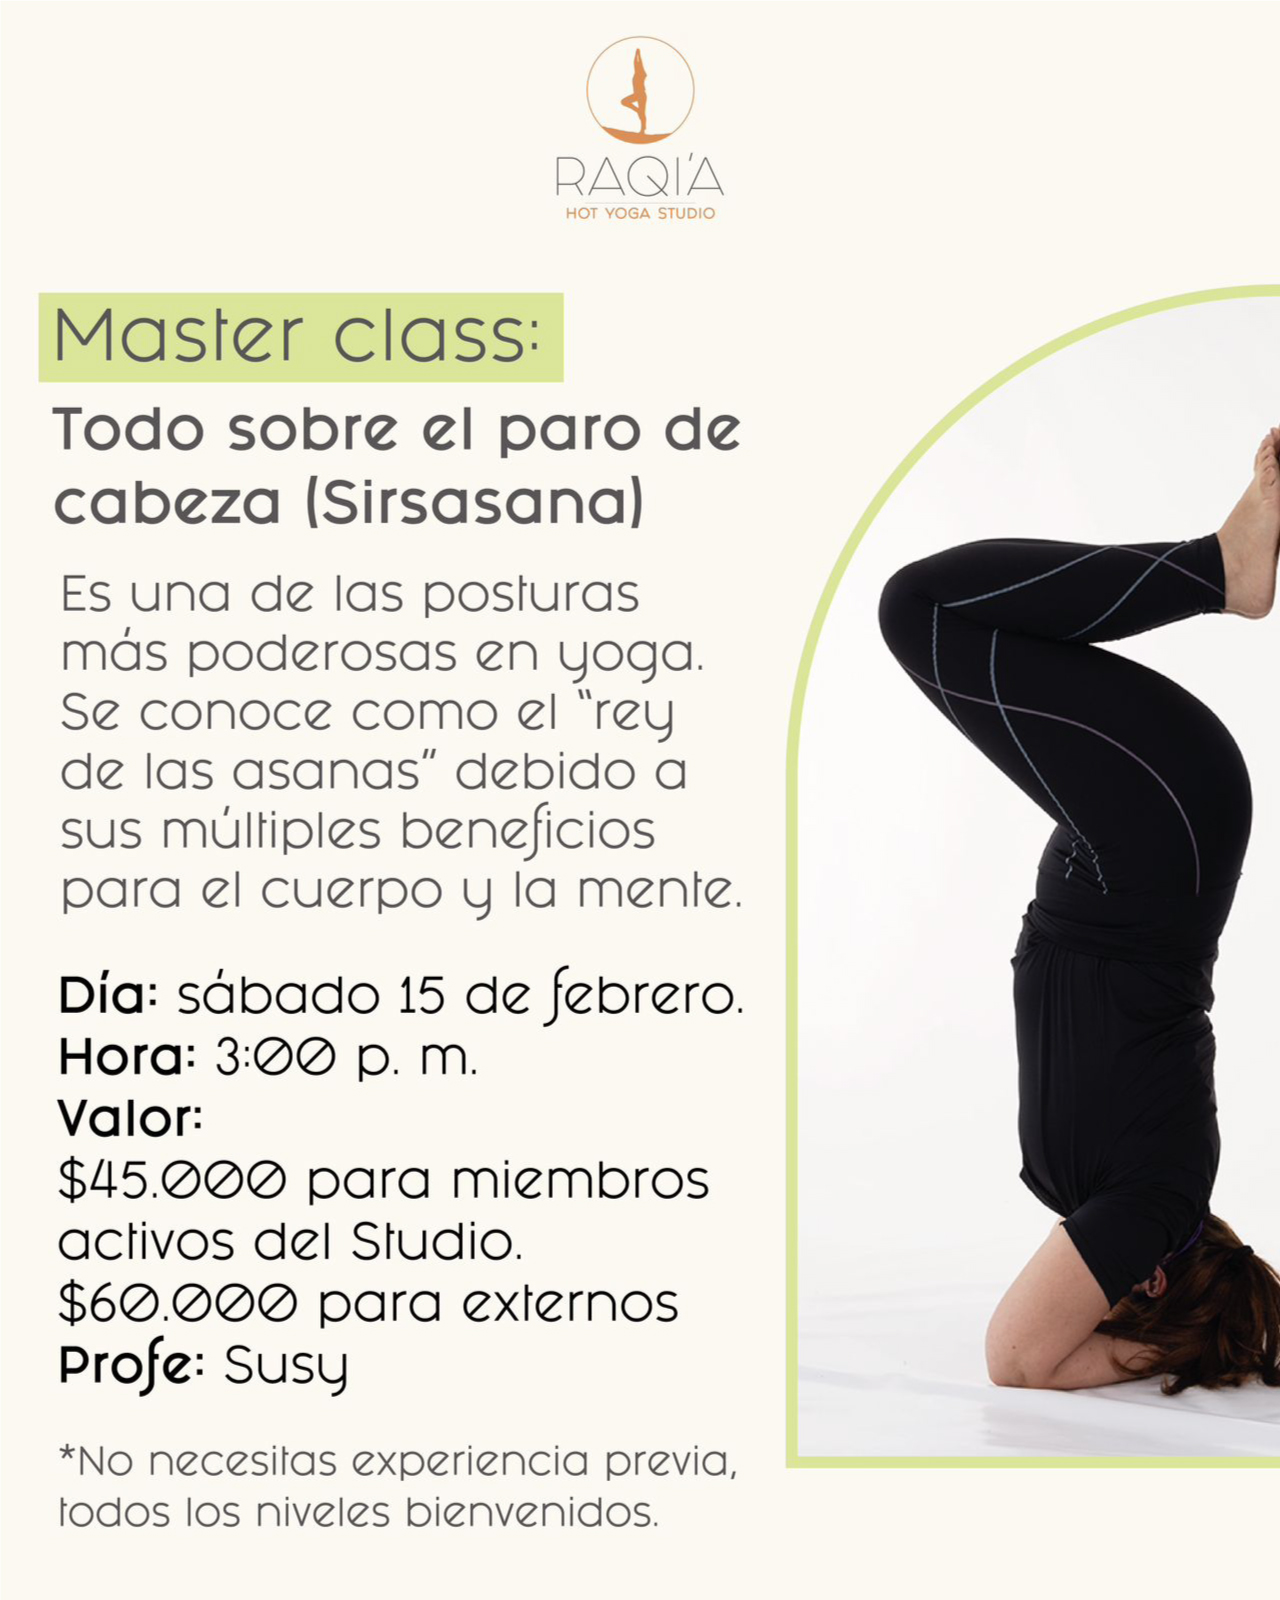 RAQI'A
HOT YOGA STUDIO
Master class:
Todo sobre el paro de
cabeza (Sirsasana)
Es una de las posturas
más poderosas en yoga.
Se conoce como el “rey
de las asanas” debido a
sus múltiples beneficios
para el cuerpo y la mente.
Día: sábado 15 de febrero.
Hora: 3:00 p. m.
Valor:
$45.000 para miembros
activos del Studio.
$60.000 para externos
Profe: Susy
*No necesitas experiencia previa,
todos los niveles bienvenidos.